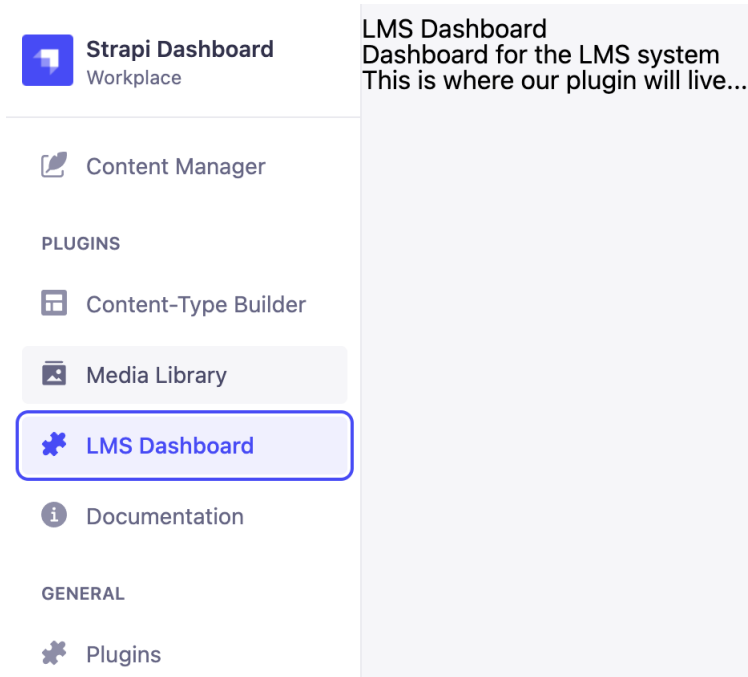 Strapi Dashboard
Workplace
Content Manager
PLUGINS
Content-Type Builder
Media Library
LMS Dashboard
Documentation
GENERAL
Plugins
LMS Dashboard
Dashboard for the LMS system
This is where our plugin will live...